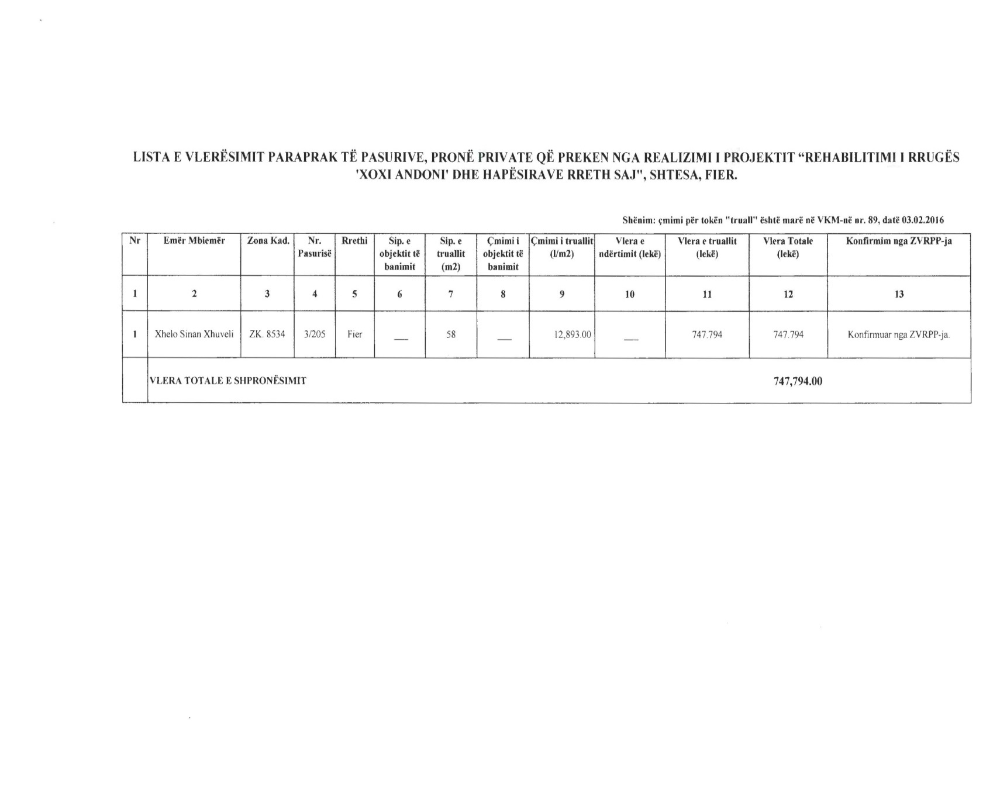 LISTA E VLERËSIMIT PARAPRAK TË PASURIVE, PRONË PRIVATE QË PREKEN NGA REALIZIMI I PROJEKTIT “REHABILITIMI I RRUGËS
'XOXI ANDONI' DHE HAPËSIRAVE RRETH SAJ", SHTESA, FIER.
Shënim: çmimi për tokën "truall" është marë në VKM-në nr. 89, datë 03.02.2016
Nr Emër Mbiemër Zona Kad. Nr. Pasurisë Rrethi Sip. e objektit të banimit Sip. e truallit (m2) Çmimi i objektit të banimit Çmimi i truallit (l/m2) Vlera e ndërtimit (lekë) Vlera e truallit (lekë) Vlera Totale (lekë) Konfirmim nga ZVRPP-ja
1 2 3 4 5 6 7 8 9 10 11 12 13
1 Xhelo Sinan Xhuveli ZK. 8534 3/205 Fier __ 58 __ 12,893.00 __ 747.794 747.794 Konfirmuar nga ZVRPP-ja.
VLERA TOTALE E SHPRONËSIMIT 747,794.00